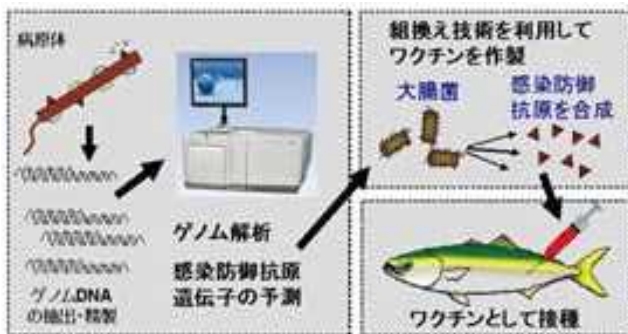 病原体
ゲノムDNA
の抽出・精製
ゲノム解析
感染防御抗原
遺伝子の予測
組換え技術を利用して
ワクチンを作製
大腸菌
感染防御
抗原を合成
ワクチンとして接種